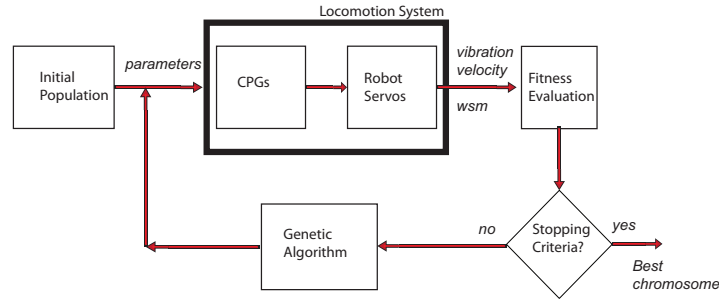 Locomotion System
Initial
Population
parameters
CPGs
Robot
Servos
vibration
velocity
wsm
Fitness
Evaluation
Genetic
Algorithm
no
Stopping
Criteria?
yes
Best
chromosome